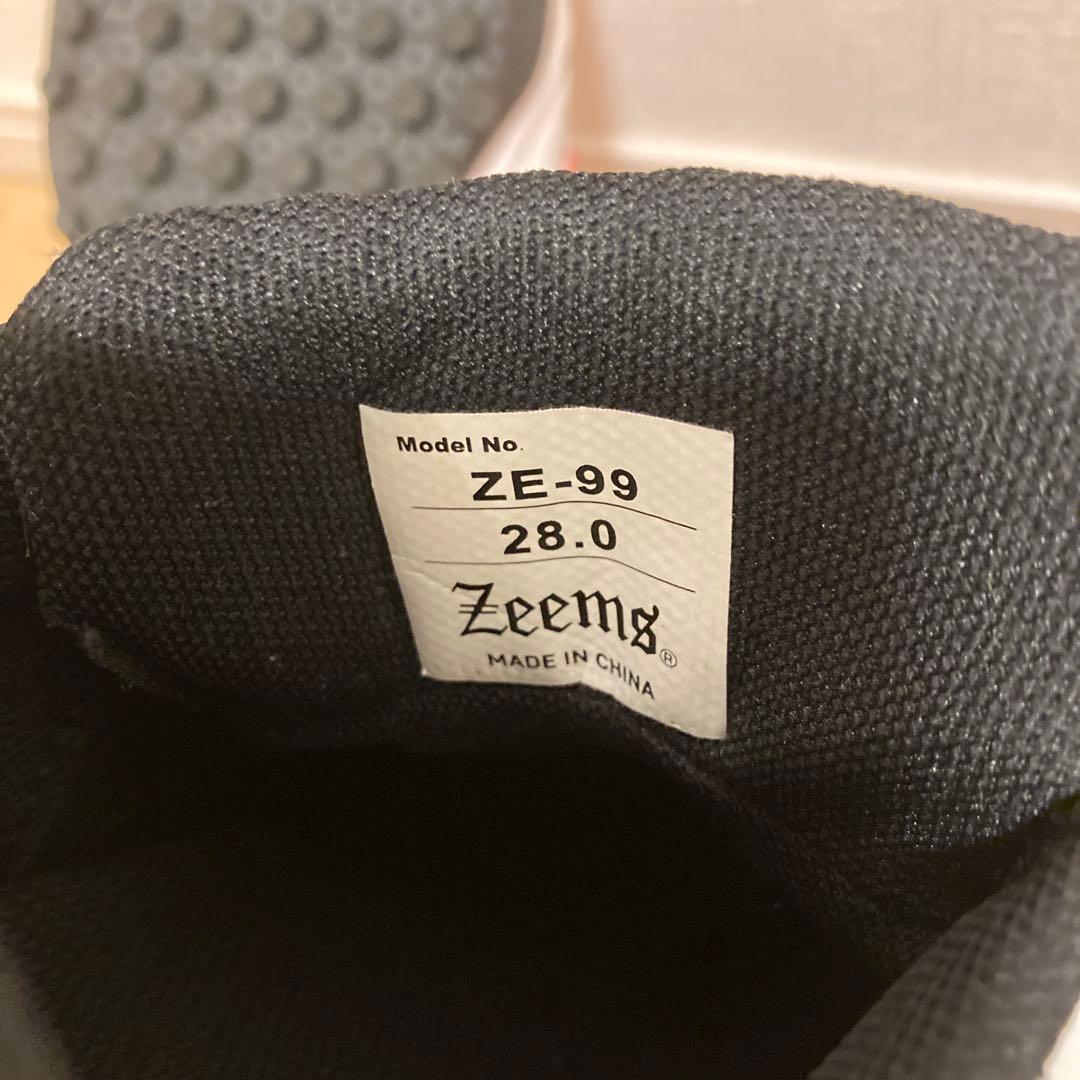 Model No.
ZE-99
28.0
Zeems®
MADE IN CHINA